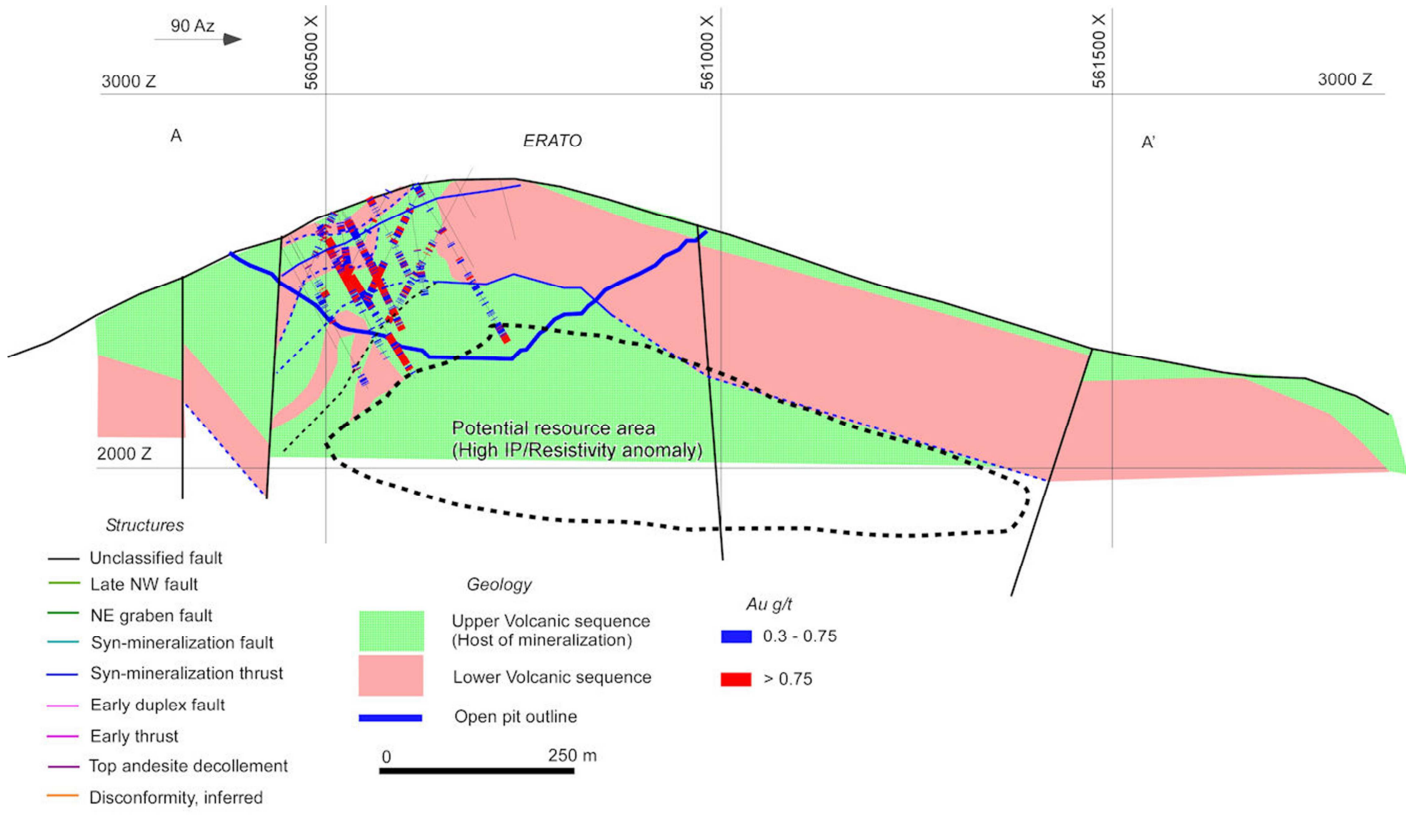 90 Az
560500 X
561000 X
561500 X
3000 Z
3000 Z
A
ERATO
A'
Potential resource area
(High IP/Resistivity anomaly)
2000 Z
Structures
Unclassified fault
Late NW fault
NE graben fault
Syn-mineralization fault
Syn-mineralization thrust
Early duplex fault
Early thrust
Top andesite decollement
Disconformity, inferred
Geology
Upper Volcanic sequence
(Host of mineralization)
Lower Volcanic sequence
Open pit outline
0
250 m
Au g/t
0.3 - 0.75
> 0.75